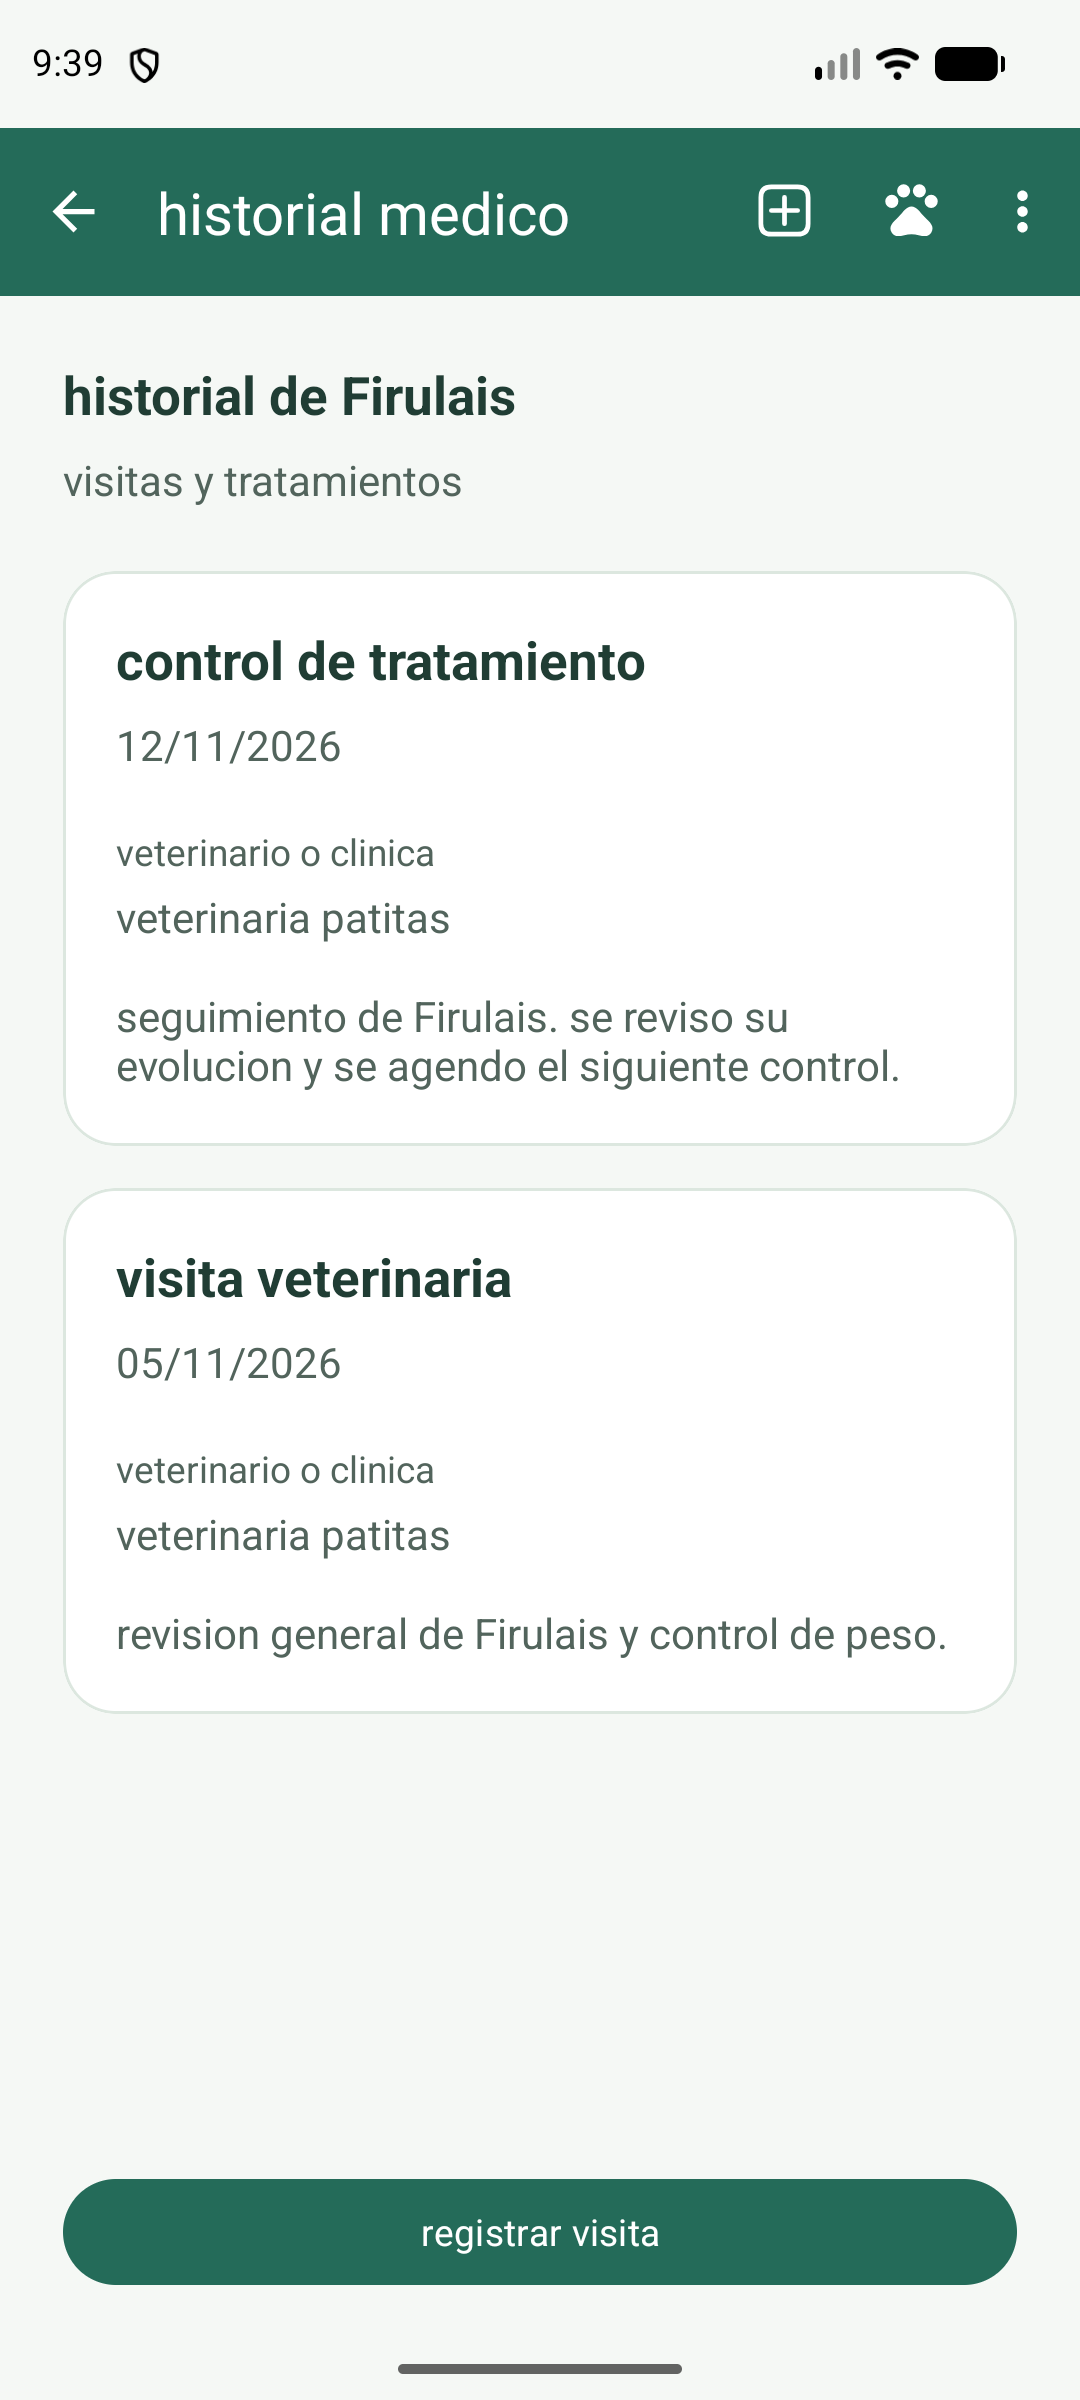 9:39
historial medico
historial de Firulais
visitas y tratamientos
control de tratamiento
12/11/2026
veterinario o clinica
veterinaria patitas
seguimiento de Firulais. se reviso su
evolucion y se agendo el siguiente control.
visita veterinaria
05/11/2026
veterinario o clinica
veterinaria patitas
revision general de Firulais y control de peso.
registrar visita